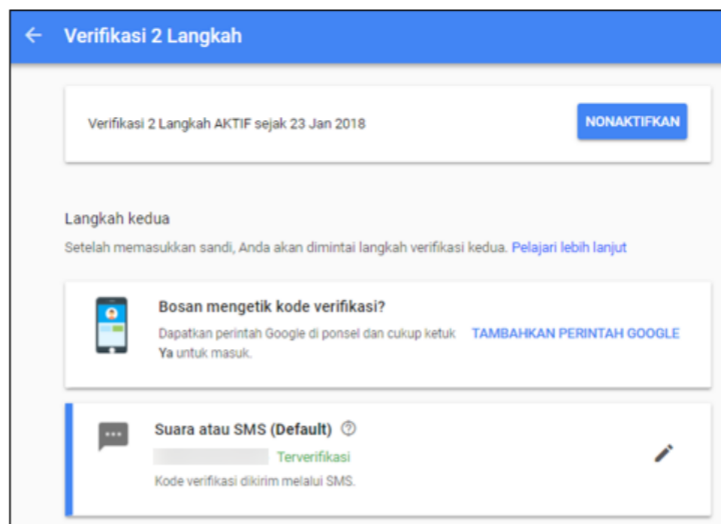 Verifikasi 2 Langkah
Verifikasi 2 Langkah AKTIF sejak 23 Jan 2018
NONAKTIFKAN
Langkah kedua
Setelah memasukkan sandi, Anda akan dimintai langkah verifikasi kedua. Pelajari lebih lanjut
Bosan mengetik kode verifikasi?
Dapatkan perintah Google di ponsel dan cukup ketuk
Ya untuk masuk.
TAMBAHKAN PERINTAH GOOGLE
Suara atau SMS (Default)
Terverifikasi
Kode verifikasi dikirim melalui SMS.